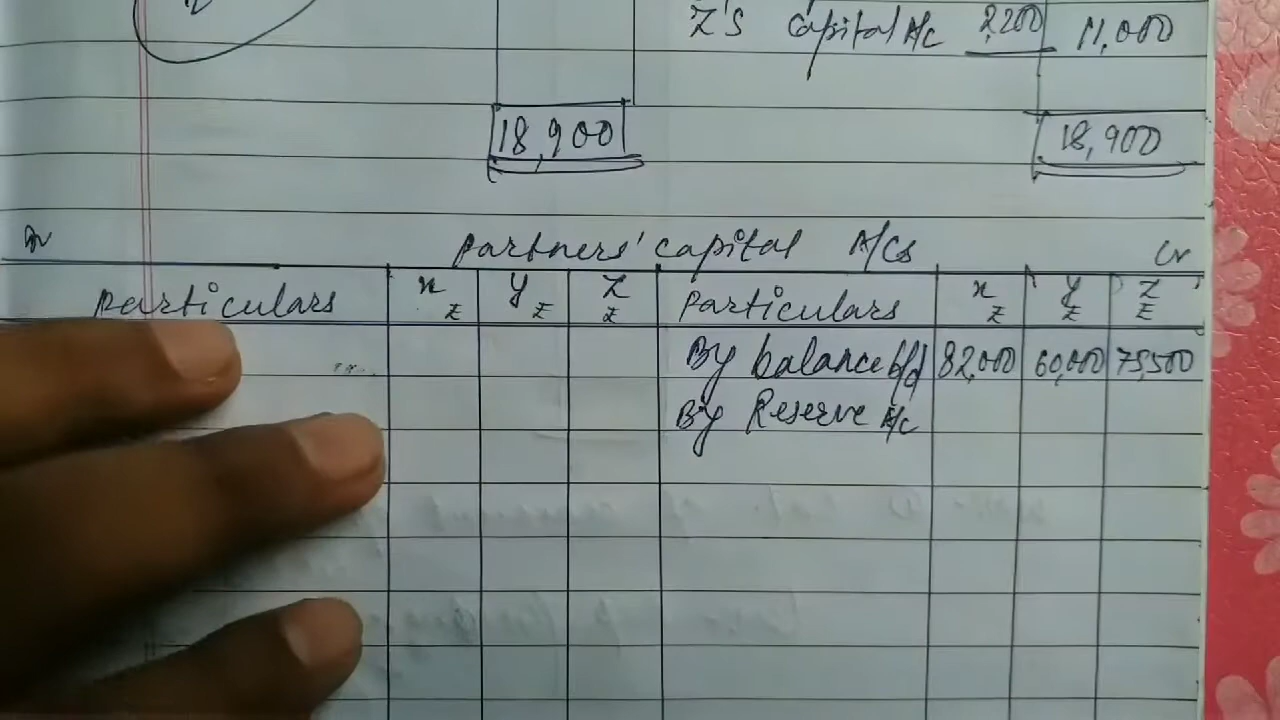 Z's Capital A/c 2,200 11,000
18,900 18,900
Dr Partners' capital A/Cs Cr
Particulars x y Z Particulars x y Z
₹ ₹ ₹ ₹ ₹ ₹
By balance b/d 82,000 60,000 75,500
By Reserve A/c